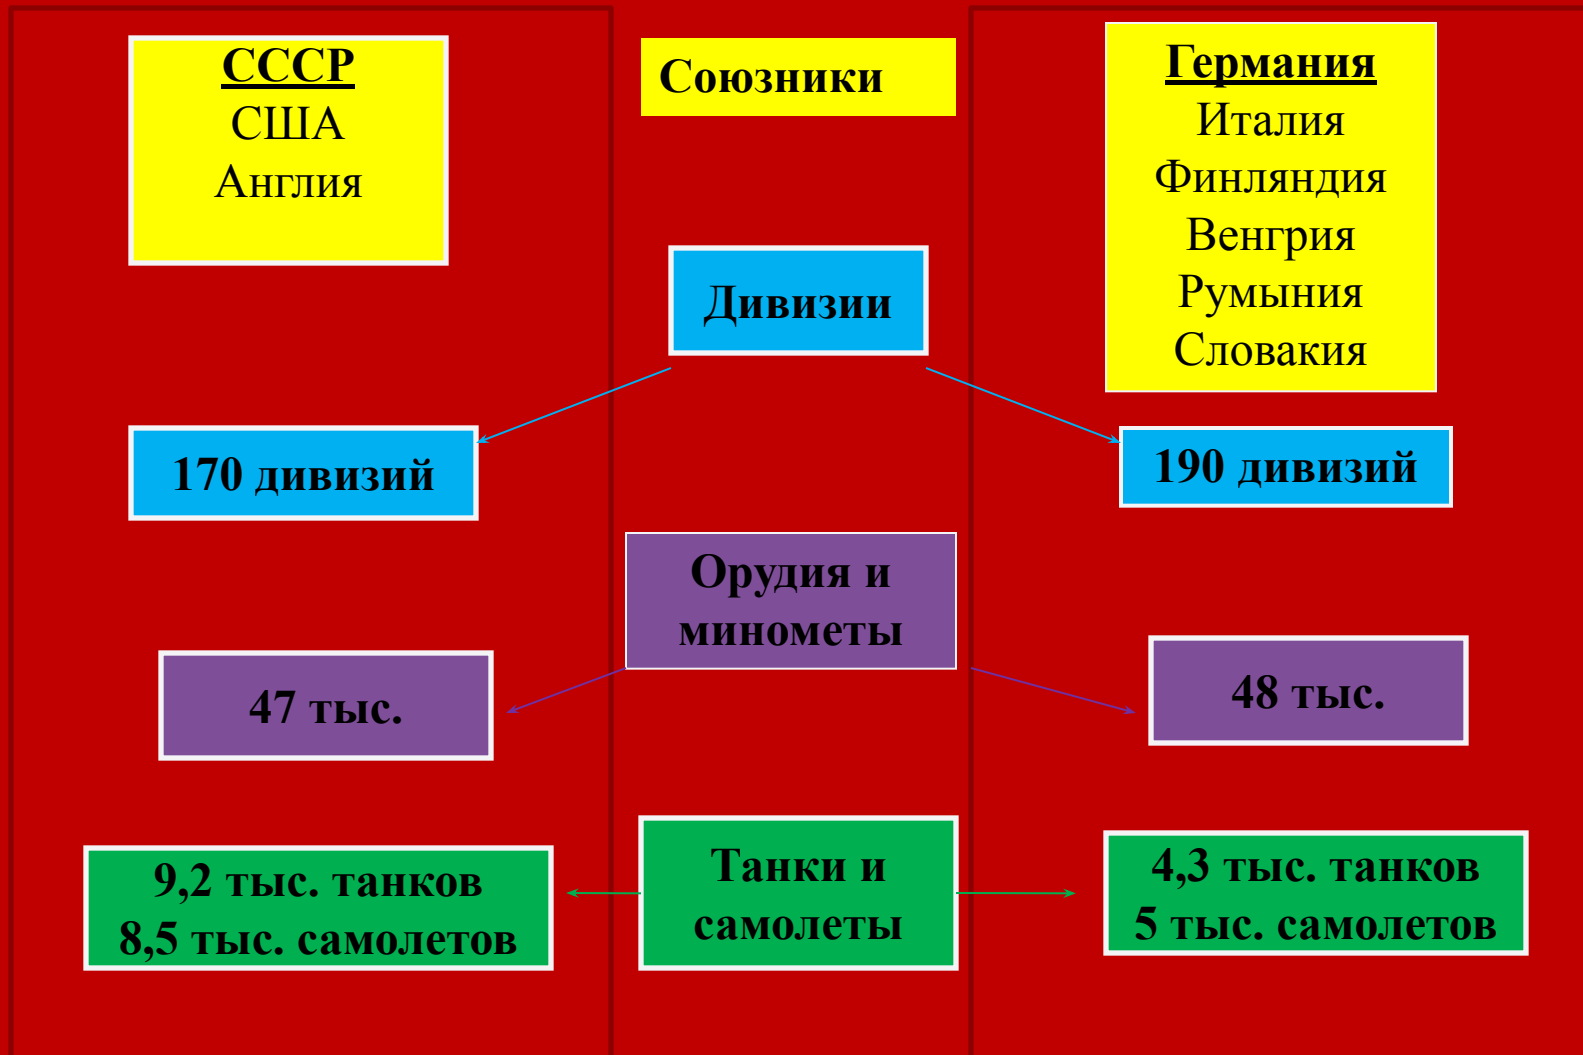 СССР
США
Англия
Союзники
Германия
Италия
Финляндия
Венгрия
Румыния
Словакия
Дивизии
170 дивизий
190 дивизий
Орудия и
минометы
47 тыс.
48 тыс.
Танки и
самолеты
9,2 тыс. танков
8,5 тыс. самолетов
4,3 тыс. танков
5 тыс. самолетов